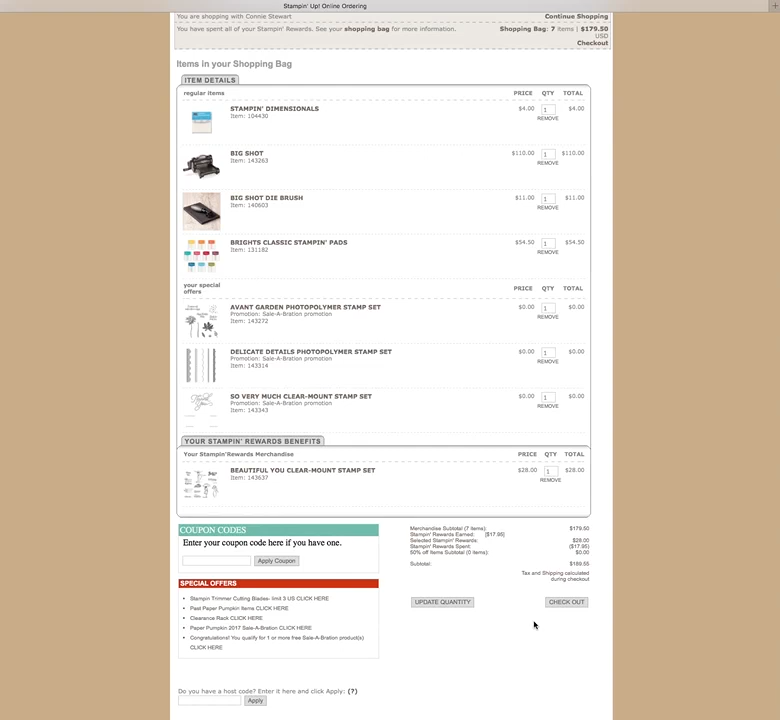 Stampin' Up! Online Ordering
You are shopping with Connie Stewart
Continue Shopping
You have spent all of your Stampin' Rewards. See your shopping bag for more information.
Shopping Bag: 7 items | $179.50
USD
Checkout
Items in your Shopping Bag
ITEM DETAILS
regular items PRICE QTY TOTAL
STAMPIN' DIMENSIONALS $4.00 1 $4.00
Item: 104430 REMOVE
BIG SHOT $110.00 1 $110.00
Item: 143263 REMOVE
BIG SHOT DIE BRUSH $11.00 1 $11.00
Item: 140603 REMOVE
BRIGHTS CLASSIC STAMPIN' PADS $54.50 1 $54.50
Item: 131182 REMOVE
your special
offers PRICE QTY TOTAL
AVANT GARDEN PHOTOPOLYMER STAMP SET $0.00 1 $0.00
Promotion: Sale-A-Bration promotion REMOVE
Item: 143272
DELICATE DETAILS PHOTOPOLYMER STAMP SET $0.00 1 $0.00
Promotion: Sale-A-Bration promotion REMOVE
Item: 143314
SO VERY MUCH CLEAR-MOUNT STAMP SET $0.00 1 $0.00
Promotion: Sale-A-Bration promotion REMOVE
Item: 143343
YOUR STAMPIN' REWARDS BENEFITS
Your Stampin'Rewards Merchandise PRICE QTY TOTAL
BEAUTIFUL YOU CLEAR-MOUNT STAMP SET $28.00 1 $28.00
Item: 143637 REMOVE
COUPON CODES
Enter your coupon code here if you have one.
Apply Coupon
SPECIAL OFFERS
Stampin Trimmer Cutting Blades- limit 3 US CLICK HERE
Past Paper Pumpkin Items CLICK HERE
Clearance Rack CLICK HERE
Paper Pumpkin 2017 Sale-A-Bration CLICK HERE
Congratulations! You qualify for 1 or more free Sale-A-Bration product(s)
CLICK HERE
Merchandise Subtotal (7 items) $179.50
Stampin' Rewards Earned: [$17.95]
Selected Stampin' Rewards: $28.00
Stampin' Rewards Spent: ($17.95)
50% off Items Subtotal (0 items): $0.00
Subtotal: $189.55
Tax and Shipping calculated
during checkout
UPDATE QUANTITY CHECK OUT
Do you have a host code? Enter it here and click Apply: (?)
Apply